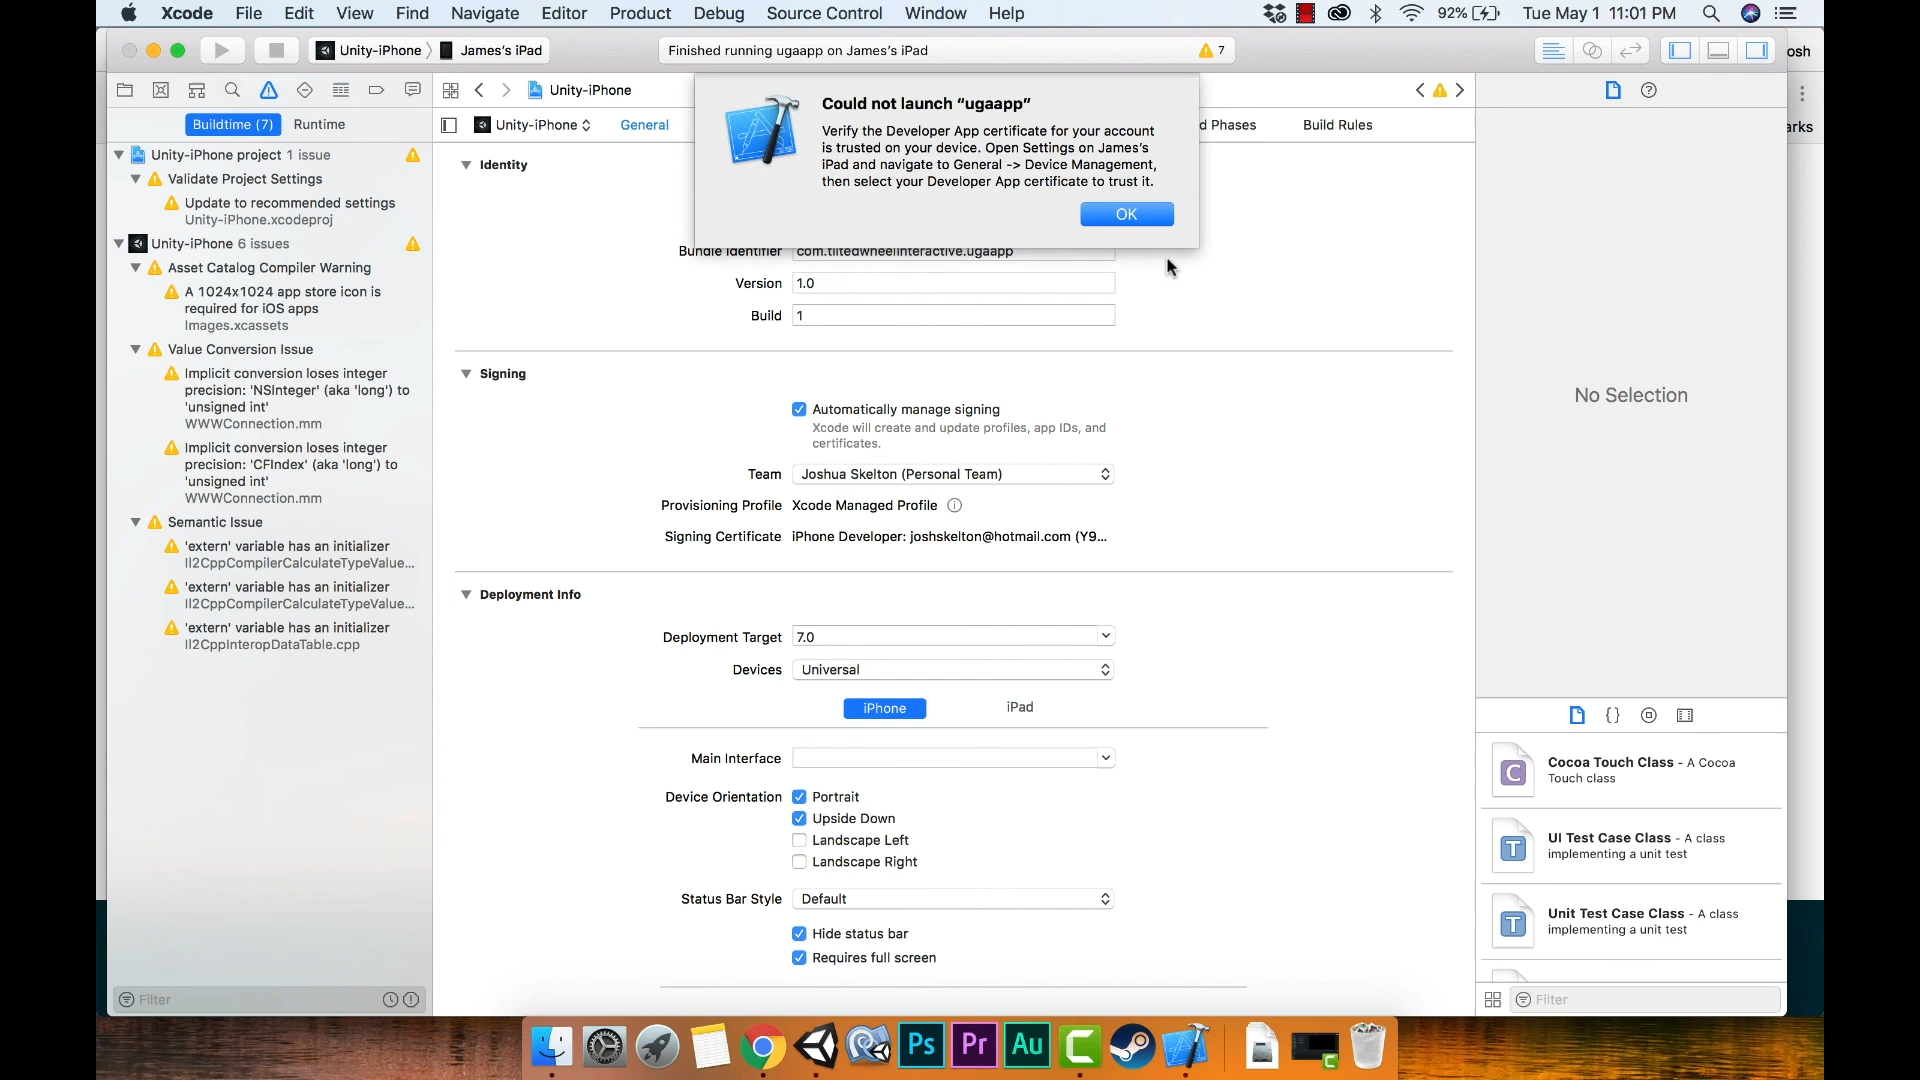 Xcode File Edit View Find Navigate Editor Product Debug Source Control Window Help
92% Tue May 1 11:01 PM
Unity-iPhone James's iPad
Finished running ugaapp on James's iPad
7
osh
Unity-iPhone
Buildtime (7) Runtime
Unity-iPhone General
d Phases Build Rules
arks
Could not launch “ugaapp”
Verify the Developer App certificate for your account
is trusted on your device. Open Settings on James's
iPad and navigate to General -> Device Management,
then select your Developer App certificate to trust it.
OK
Unity-iPhone project 1 issue
Validate Project Settings
Update to recommended settings
Unity-iPhone.xcodeproj
Unity-iPhone 6 issues
Asset Catalog Compiler Warning
A 1024x1024 app store icon is
required for iOS apps
Images.xcassets
Value Conversion Issue
Implicit conversion loses integer
precision: 'NSInteger' (aka 'long') to
'unsigned int'
WWWConnection.mm
Implicit conversion loses integer
precision: 'CFIndex' (aka 'long') to
'unsigned int'
WWWConnection.mm
Semantic Issue
'extern' variable has an initializer
Il2CppCompilerCalculateTypeValue...
'extern' variable has an initializer
Il2CppCompilerCalculateTypeValue...
'extern' variable has an initializer
Il2CppInteropDataTable.cpp
Filter
Identity
Bundle Identifier com.tiltedwheelinteractive.ugaapp
Version 1.0
Build 1
Signing
Automatically manage signing
Xcode will create and update profiles, app IDs, and
certificates.
Team Joshua Skelton (Personal Team)
Provisioning Profile Xcode Managed Profile
Signing Certificate iPhone Developer: joshskelton@hotmail.com (Y9...
Deployment Info
Deployment Target 7.0
Devices Universal
iPhone iPad
Main Interface
Device Orientation Portrait
Upside Down
Landscape Left
Landscape Right
Status Bar Style Default
Hide status bar
Requires full screen
No Selection
C
Cocoa Touch Class - A Cocoa
Touch class
T
UI Test Case Class - A class
implementing a unit test
T
Unit Test Case Class - A class
implementing a unit test
Filter
Ps Pr Au